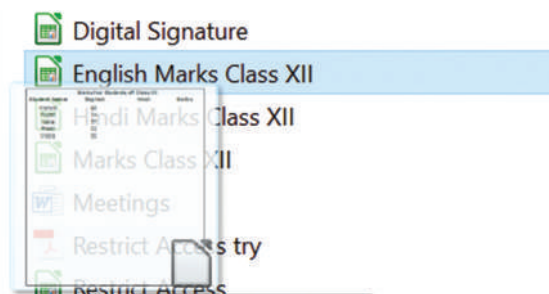 Digital Signature
English Marks Class XII
Hindi Marks Class XII
Marks Class XII
Meetings
Restrict Access try
Restrict Access